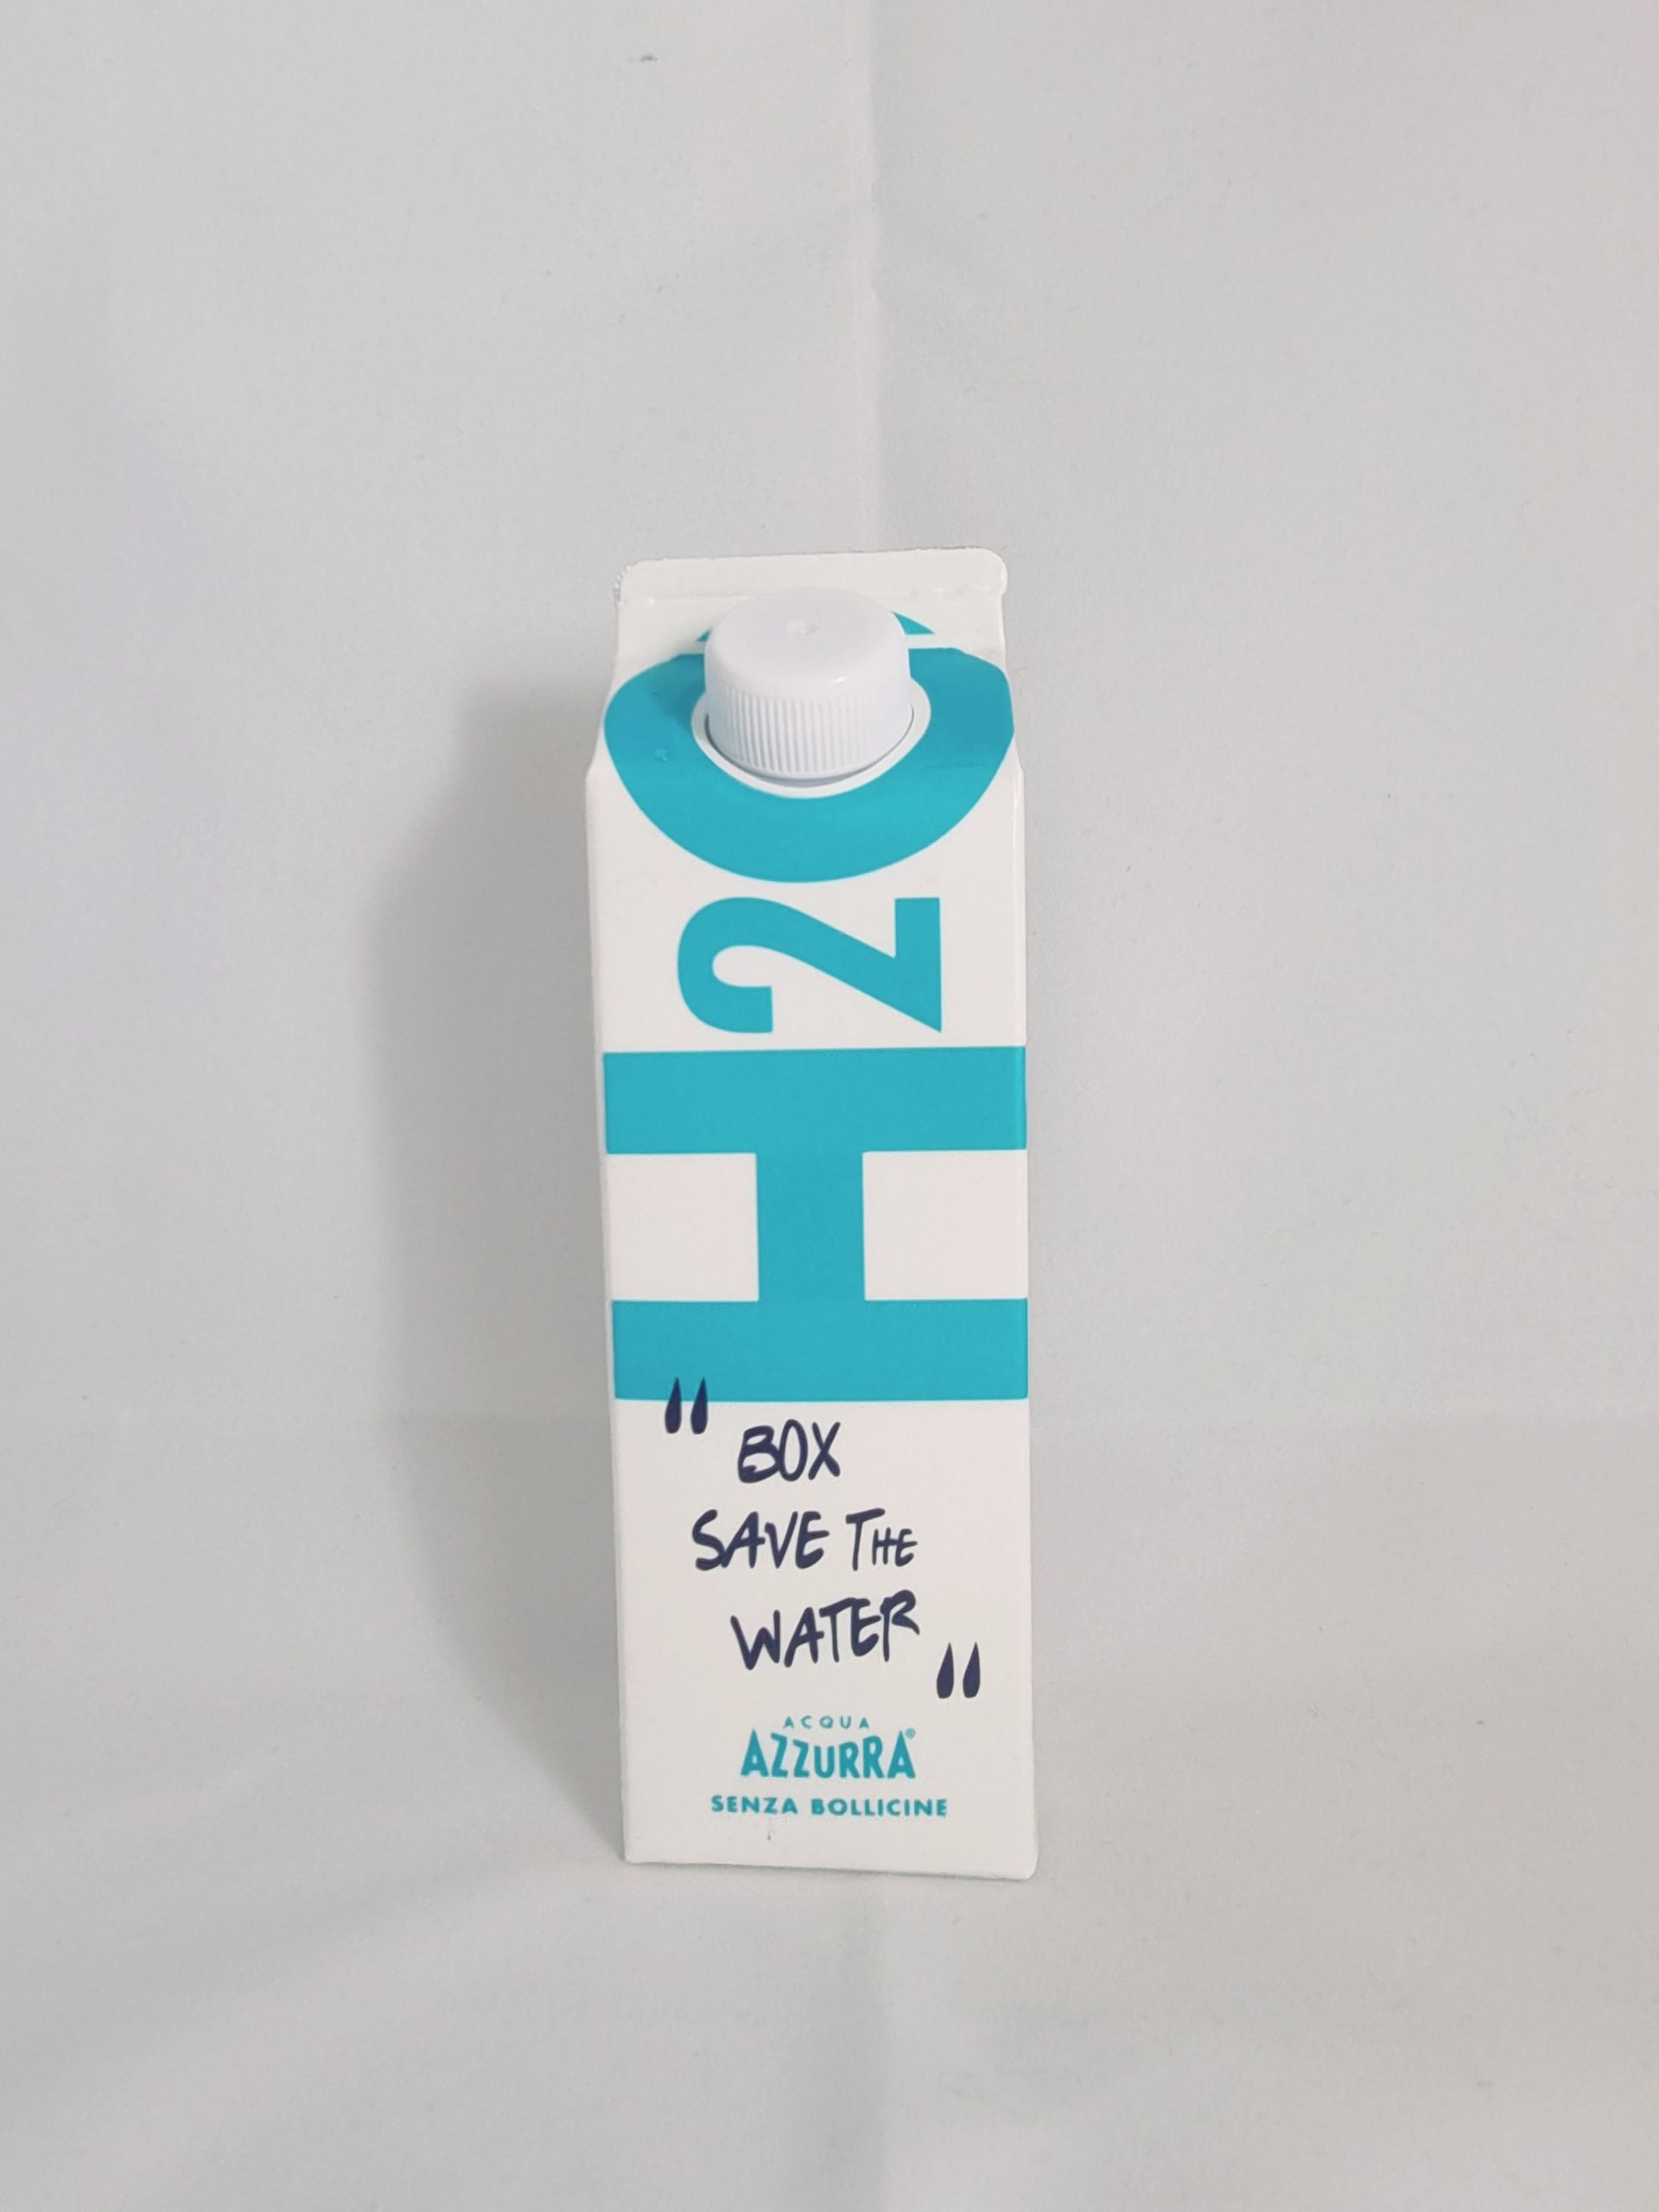 H2O
" BOX
SAVE THE
WATER "
ACQUA
AZZURRA®
SENZA BOLLICINE